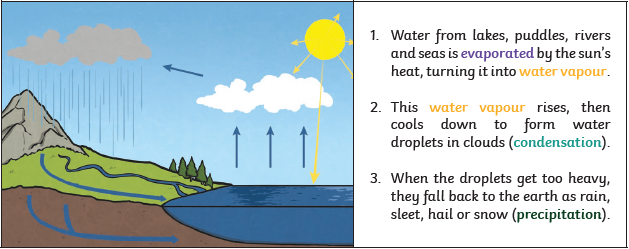 1. Water from lakes, puddles, rivers
and seas is evaporated by the sun's
heat, turning it into water vapour.
2. This water vapour rises, then
cools down to form water
droplets in clouds (condensation).
3. When the droplets get too heavy,
they fall back to the earth as rain,
sleet, hail or snow (precipitation).